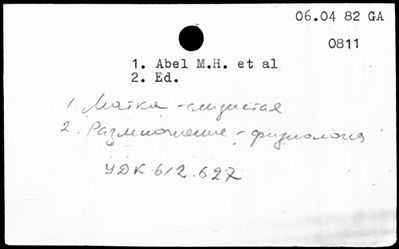 06.04 82 GA
0811
1. Abel M.H. et al
2. Ed.
1. Матка - слизистая
2. Размножение - физиология
УДК 612.627